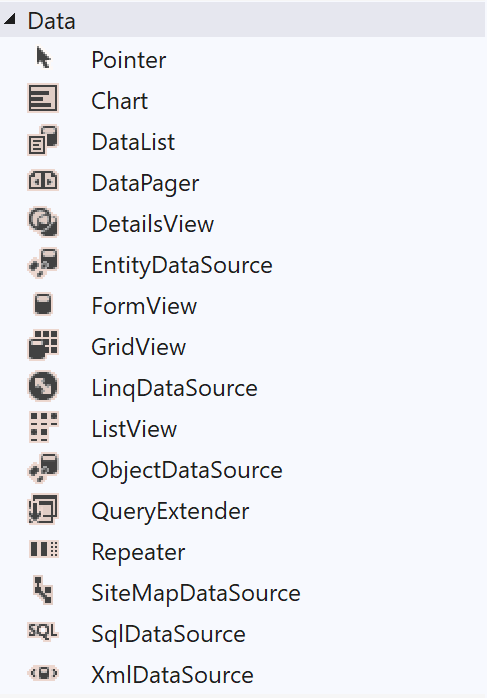 Data
Pointer
Chart
DataList
DataPager
DetailsView
EntityDataSource
FormView
GridView
LinqDataSource
ListView
ObjectDataSource
QueryExtender
Repeater
SiteMapDataSource
SQL SqlDataSource
XmlDataSource